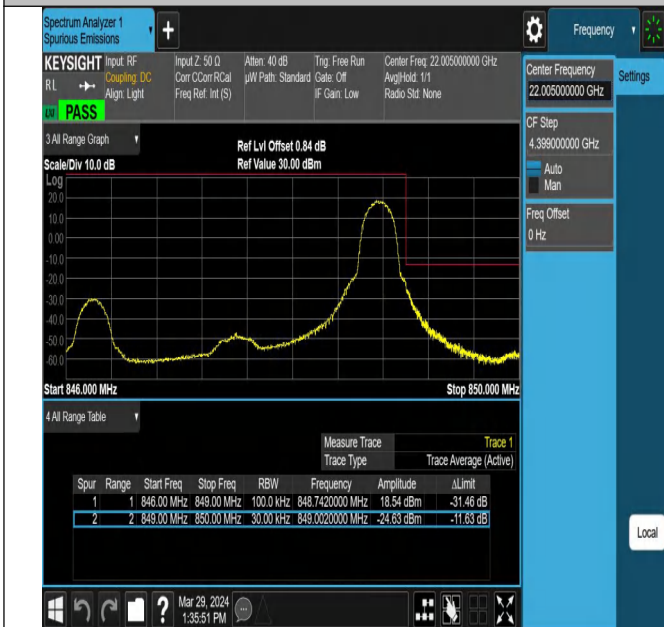 Spectrum Analyzer 1
Spurious Emissions
Frequency
KEYSIGHT Input: RF Input Z: 50 Ω Atten: 40 dB Trig: Free Run Center Freq: 22.005000000 GHz
RL Coupling: DC Corr CCorr RCal µW Path: Standard Gate: Off Avg|Hold: 1/1
Align: Light Freq Ref: Int (S) IF Gain: Low Radio Std: None
PASS
Center Frequency
22.005000000 GHz
Settings
CF Step
4.399000000 GHz
Auto
Man
Freq Offset
0 Hz
3 All Range Graph
Ref Lvl Offset 0.84 dB
Scale/Div 10.0 dB Ref Value 30.00 dBm
Log
20.0
10.0
0.00
-10.0
-20.0
-30.0
-40.0
-50.0
-60.0
Start 846.000 MHz Stop 850.000 MHz
4 All Range Table
Measure Trace Trace 1
Trace Type Trace Average (Active)
Spur Range Start Freq Stop Freq RBW Frequency Amplitude ΔLimit
1 1 846.00 MHz 849.00 MHz 100.0 kHz 848.7420000 MHz 18.54 dBm -31.46 dB
2 2 849.00 MHz 850.00 MHz 30.00 kHz 849.0020000 MHz -24.63 dBm -11.63 dB
Local
Mar 29, 2024
1:35:51 PM